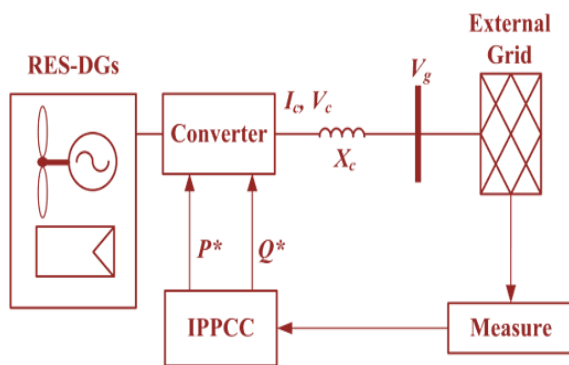 External
Grid
RES-DGs
Vg
Ic, Vc
Converter
Xc
P*
Q*
IPPCC
Measure